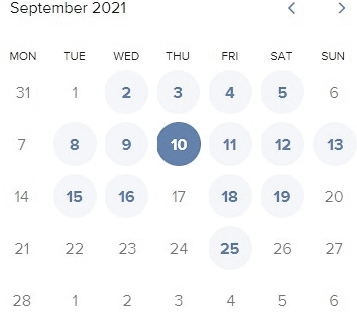 September 2021
MON TUE WED THU FRI SAT SUN
31 1 2 3 4 5 6
7 8 9 10 11 12 13
14 15 16 17 18 19 20
21 22 23 24 25 26 27
28 1 2 3 4 5 6